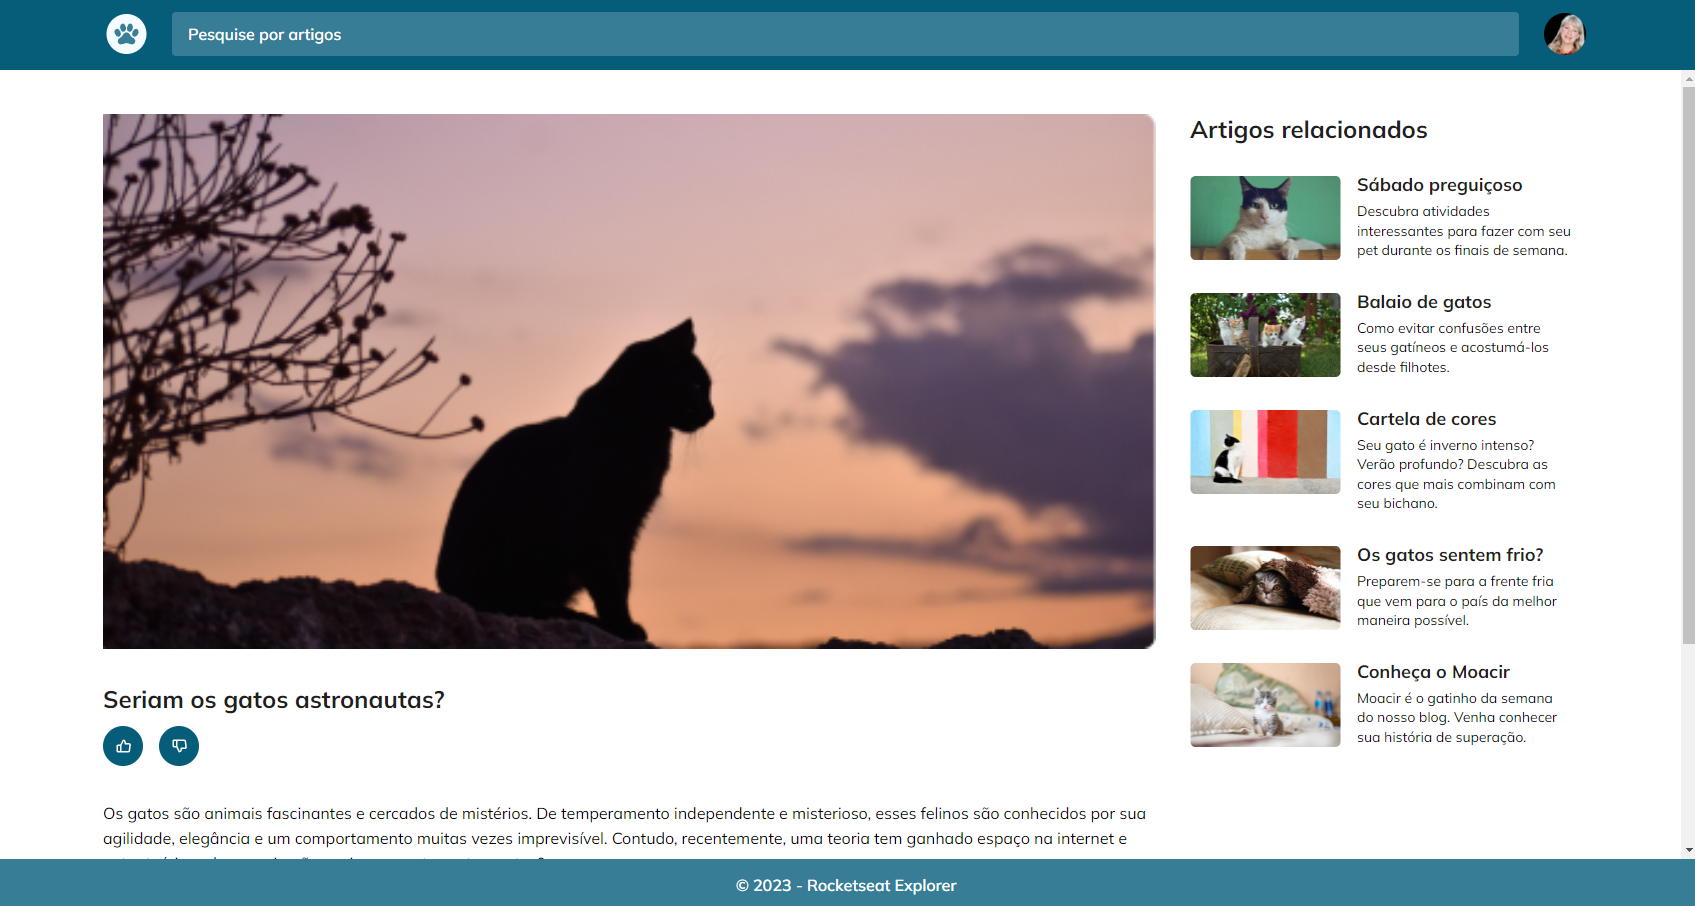 Pesquise por artigos
Seriam os gatos astronautas?
Os gatos são animais fascinantes e cercados de mistérios. De temperamento independente e misterioso, esses felinos são conhecidos por sua
agilidade, elegância e um comportamento muitas vezes imprevisível. Contudo, recentemente, uma teoria tem ganhado espaço na internet e
Artigos relacionados
Sábado preguiçoso
Descubra atividades
interessantes para fazer com seu
pet durante os finais de semana.
Balaio de gatos
Como evitar confusões entre
seus gatíneos e acostumá-los
desde filhotes.
Cartela de cores
Seu gato é inverno intenso?
Verão profundo? Descubra as
cores que mais combinam com
seu bichano.
Os gatos sentem frio?
Preparem-se para a frente fria
que vem para o país da melhor
maneira possível.
Conheça o Moacir
Moacir é o gatinho da semana
do nosso blog. Venha conhecer
sua história de superação.
© 2023 - Rocketseat Explorer